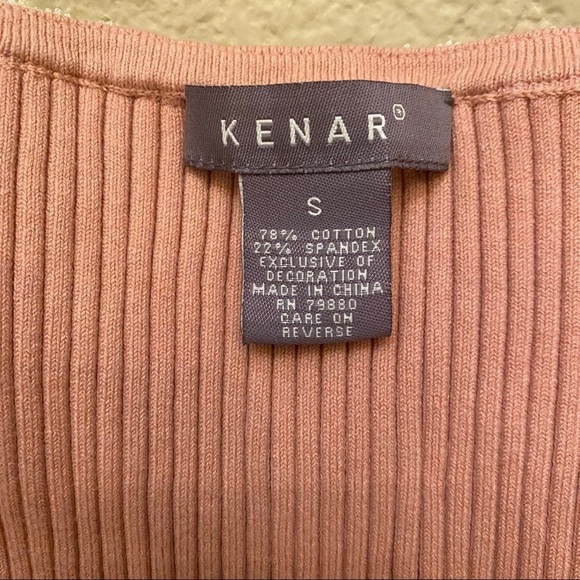 KENAR®
S
78% COTTON
22% SPANDEX
EXCLUSIVE OF
DECORATION
MADE IN CHINA
RN 79880
CARE ON
REVERSE